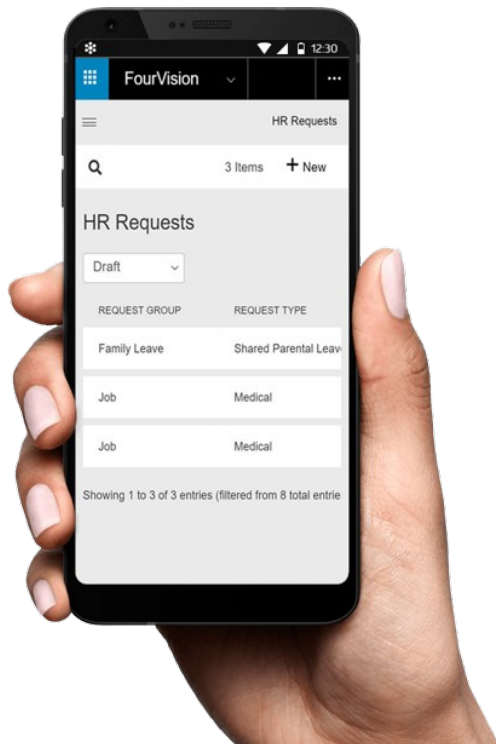 12:30
FourVision
HR Requests
3 Items + New
HR Requests
Draft
REQUEST GROUP REQUEST TYPE
Family Leave Shared Parental Leav
Job Medical
Job Medical
Showing 1 to 3 of 3 entries (filtered from 8 total entrie